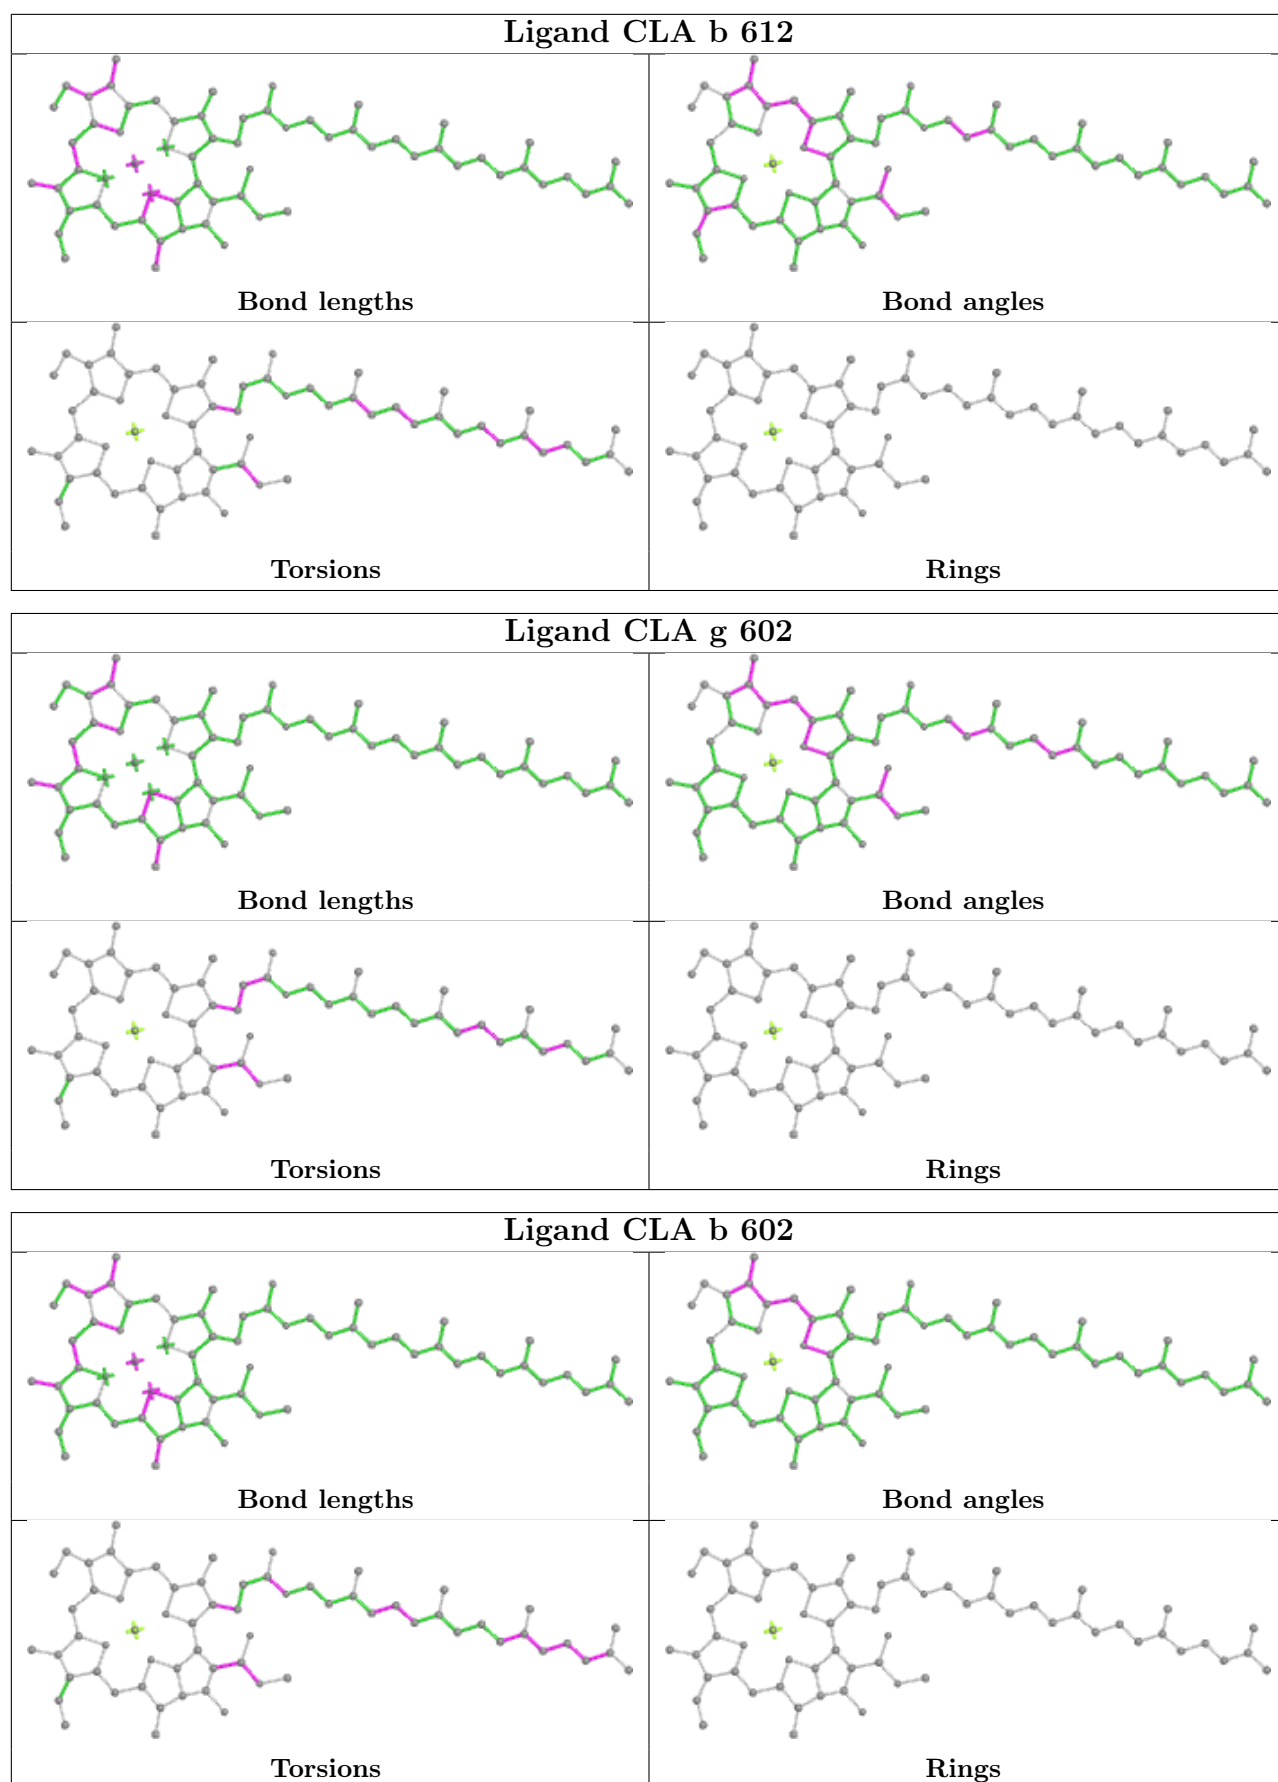 Ligand CLA b 612
Bond lengths
Bond angles
Torsions
Rings
Ligand CLA g 602
Bond lengths
Bond angles
Torsions
Rings
Ligand CLA b 602
Bond lengths
Bond angles
Torsions
Rings